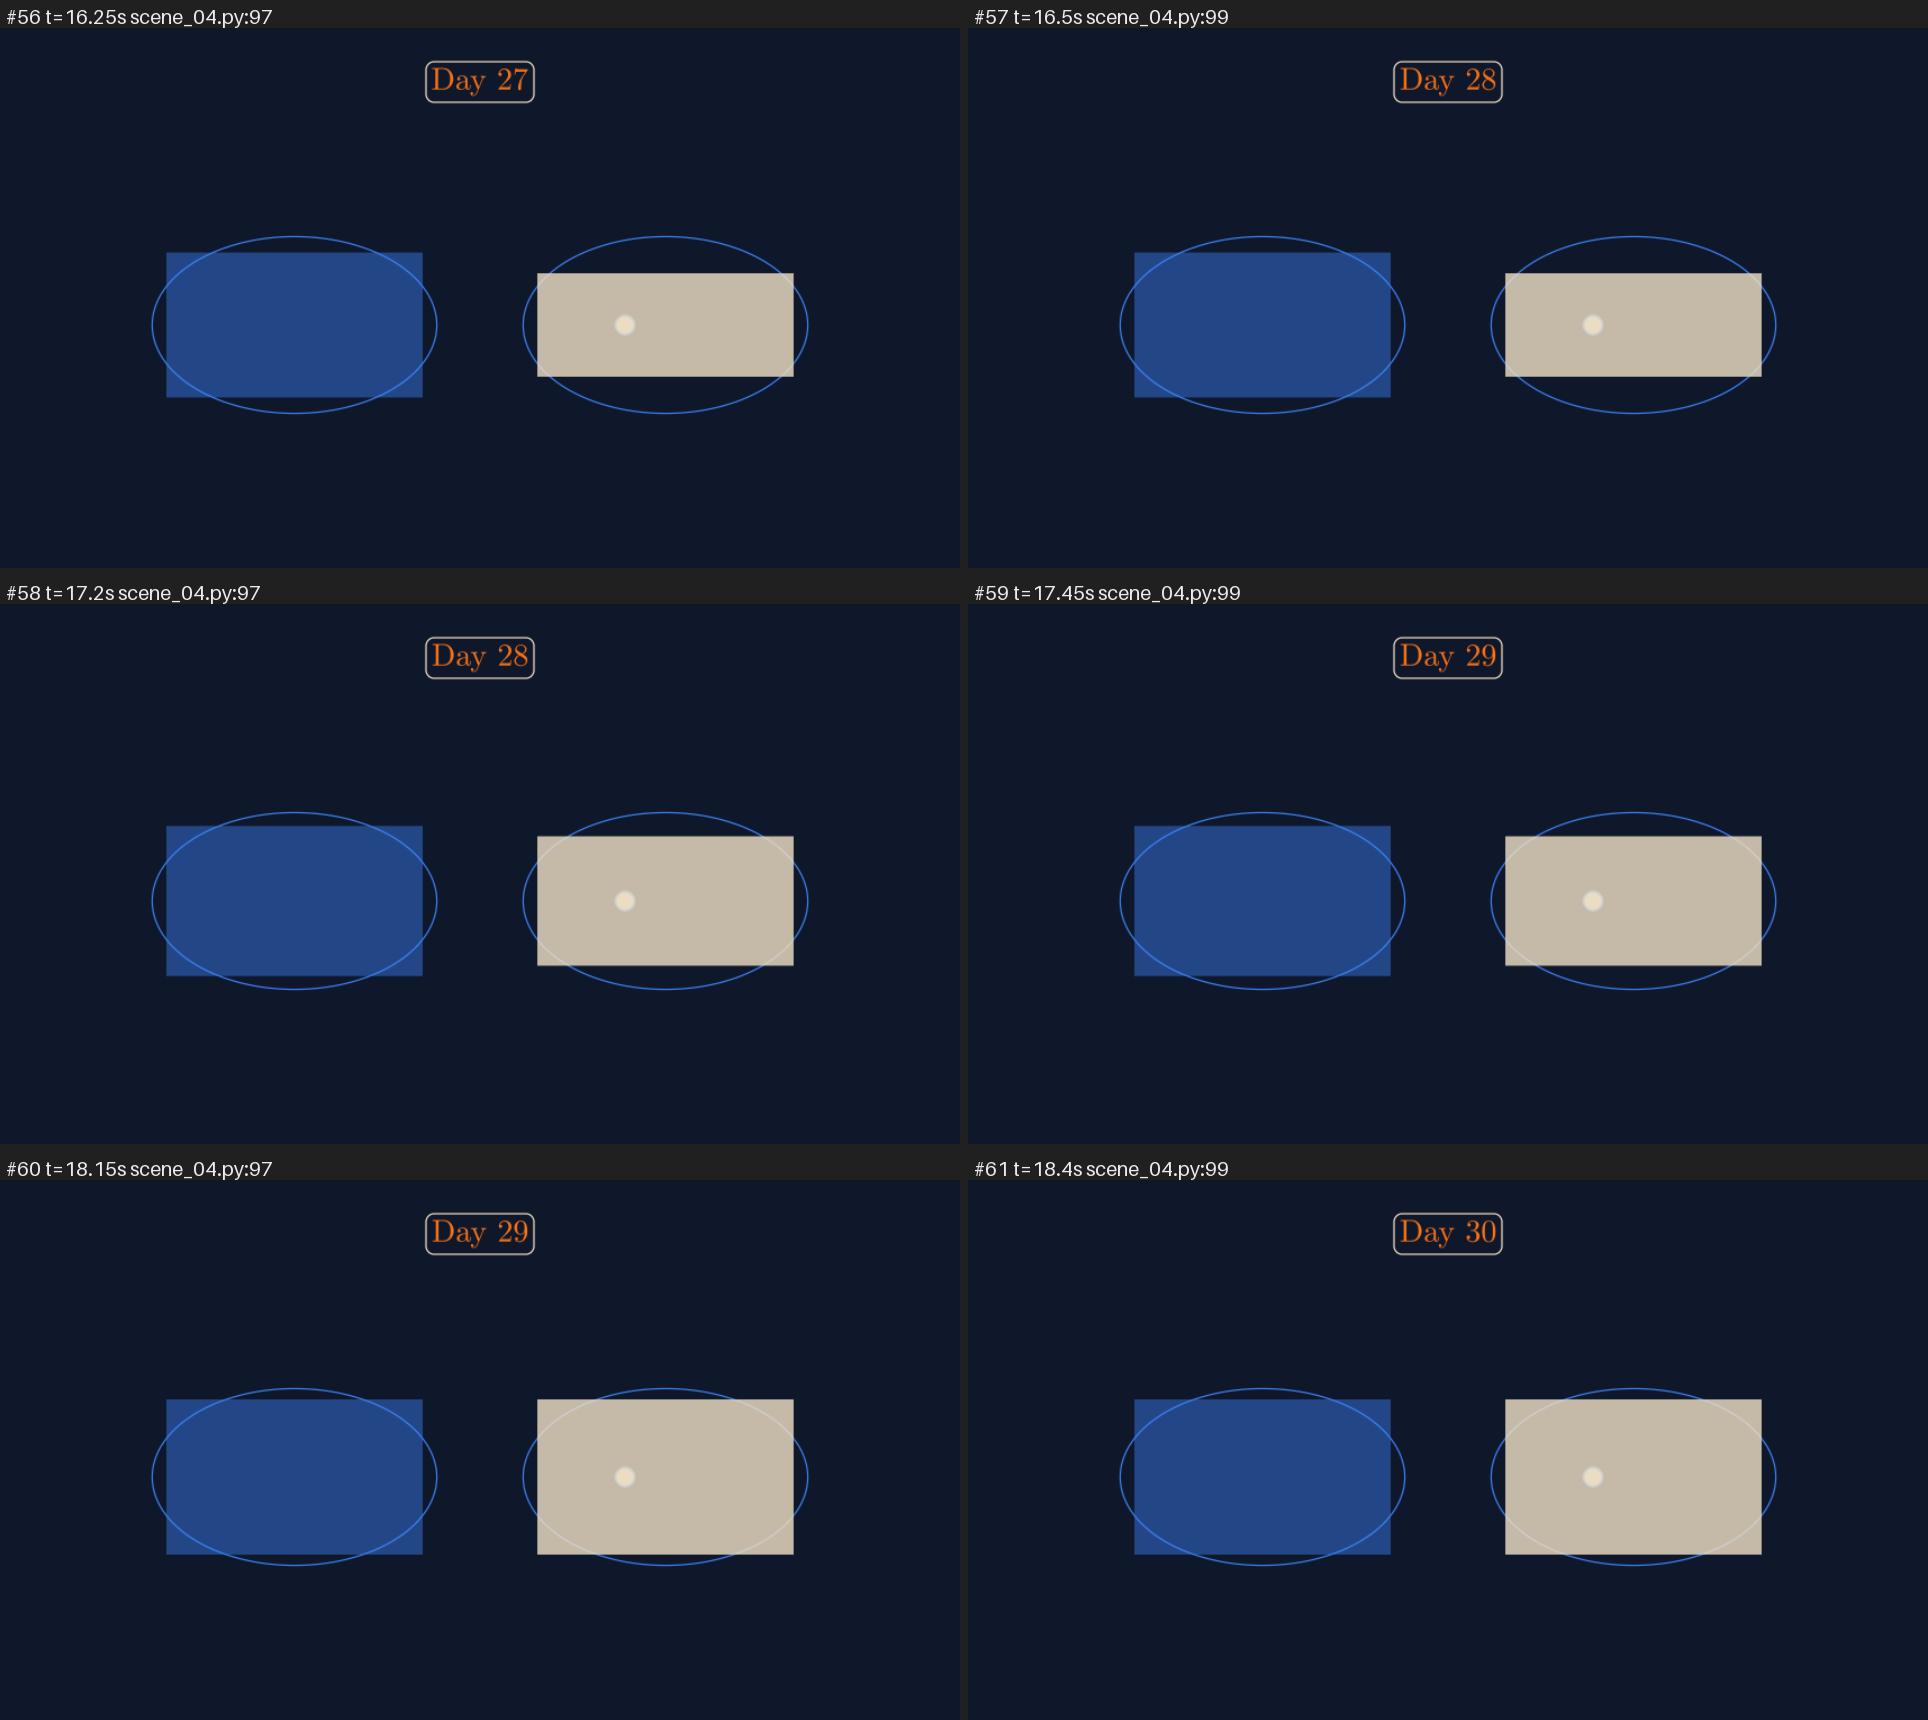 #56 t=16.25s scene_04.py:97
#57 t=16.5s scene_04.py:99
Day 27
Day 28
#58 t=17.2s scene_04.py:97
#59 t=17.45s scene_04.py:99
Day 28
Day 29
#60 t=18.15s scene_04.py:97
#61 t=18.4s scene_04.py:99
Day 29
Day 30